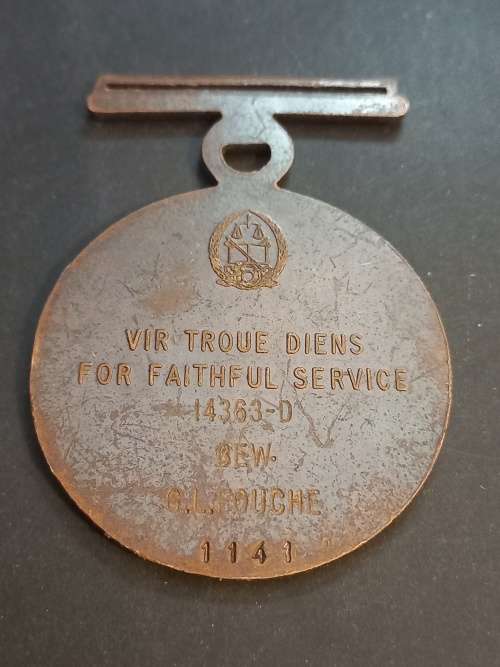 VIR TROUE DIENS
FOR FAITHFUL SERVICE
14363-D
BEW.
G.L.FOUCHE
1141